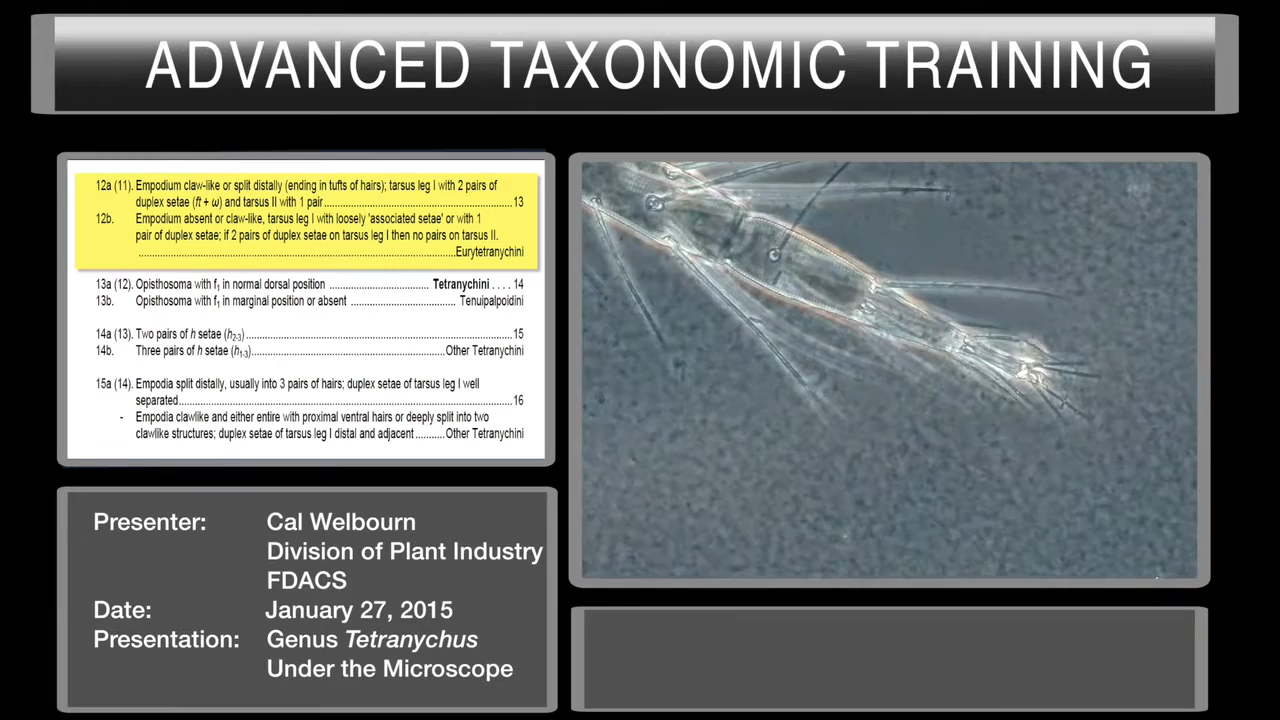 ADVANCED TAXONOMIC TRAINING
12a (11). Empodium claw-like or split distally (ending in tufts of hairs); tarsus leg I with 2 pairs of
duplex setae (ft + ω) and tarsus II with 1 pair..................................................13
12b. Empodium absent or claw-like, tarsus leg I with loosely 'associated setae' or with 1
pair of duplex setae; if 2 pairs of duplex setae on tarsus leg I then no pairs on tarsus II.
....................................................................................Eurytetranychini
13a (12). Opisthosoma with f1 in normal dorsal position ................................ Tetranychini .... 14
13b. Opisthosoma with f1 in marginal position or absent .................................. Tenuipalpoidini
14a (13). Two pairs of h setae (h2-3)......................................................................15
14b. Three pairs of h setae (h1-3)....................................................Other Tetranychini
15a (14). Empodia split distally, usually into 3 pairs of hairs; duplex setae of tarsus leg I well
separated.........................................................................................16
- Empodia clawlike and either entire with proximal ventral hairs or deeply split into two
clawlike structures; duplex setae of tarsus leg I distal and adjacent..........Other Tetranychini
Presenter: Cal Welbourn
Division of Plant Industry
FDACS
Date: January 27, 2015
Presentation: Genus Tetranychus
Under the Microscope